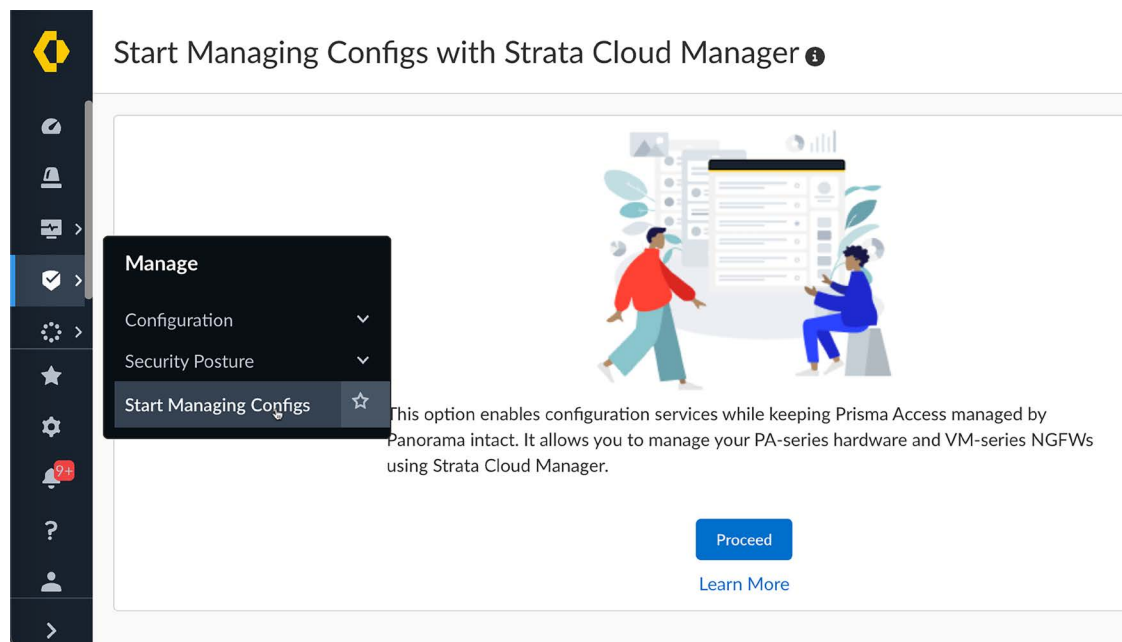 Start Managing Configs with Strata Cloud Manager
Manage
Configuration
Security Posture
Start Managing Configs
This option enables configuration services while keeping Prisma Access managed by
Panorama intact. It allows you to manage your PA-series hardware and VM-series NGFWs
using Strata Cloud Manager.
9+
Proceed
Learn More